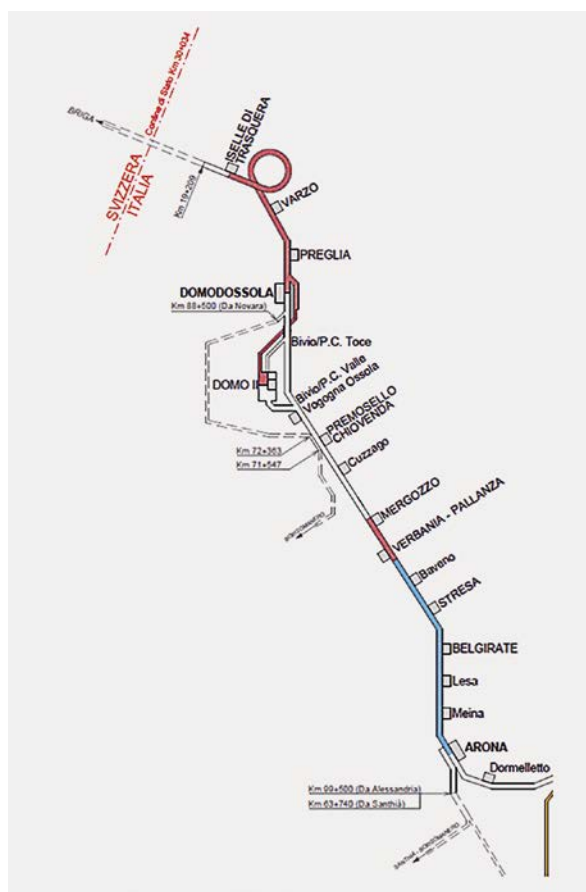 Confine di Stato Km 30+034
BRIGA
SVIZZERA
ITALIA
Km 19+209
ISELLE DI
TRASQUERA
VARZO
PREGLIA
DOMODOSSOLA
Km 88+500 (Da Novara)
Bivio/P.C. Toce
DOMO II
Bivio/P.C. Valle
Vogogna Ossola
PREMOSELLO
CHIOVENDA
Km 72+363
Km 71+547
Cuzzago
BORGOMANERO
MERGOZZO
VERBANIA - PALLANZA
Baveno
STRESA
BELGIRATE
Lesa
Meina
ARONA
Dormelletto
Km 99+500 (Da Alessandria)
Km 63+740 (Da Santhià)
SANTHIA - BORGOMANERO